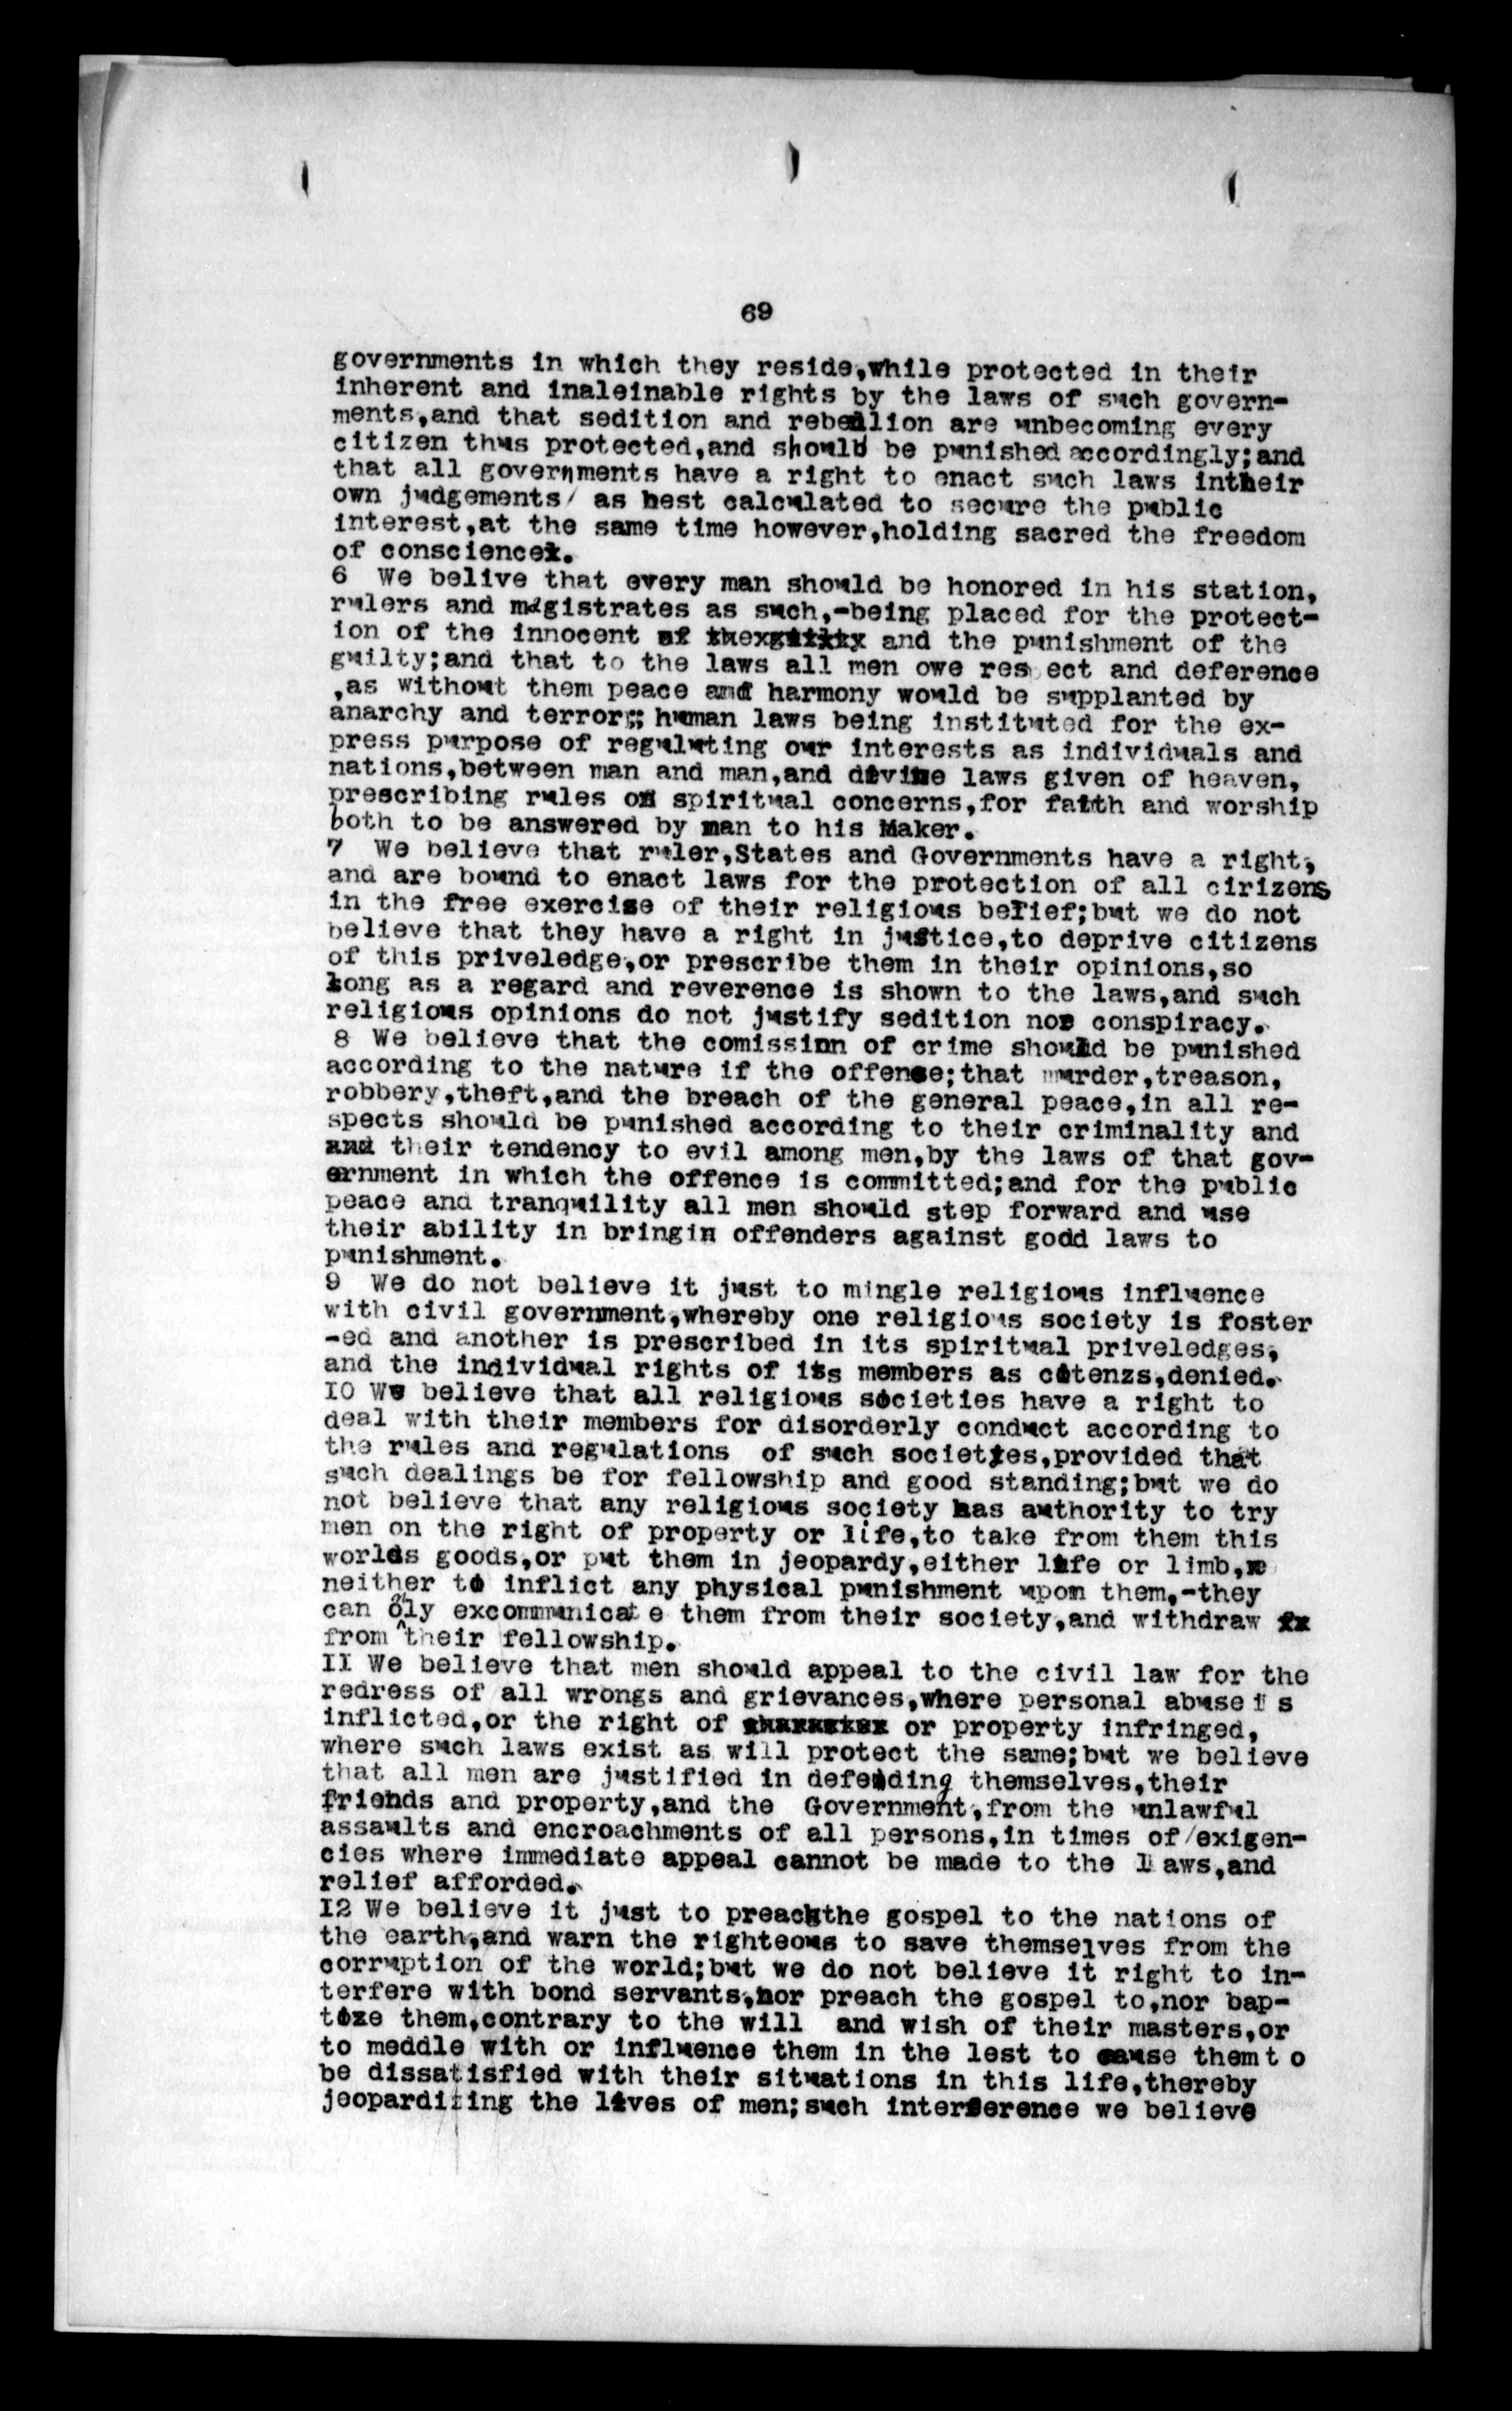 69
governments in which they reside,while protected in their
inherent and inaleinable rights by the laws of such govern-
ments,and that sedition and rebellion are unbecoming every
citizen thus protected,and should be punished accordingly;and
that all governments have a right to enact such laws intheir
own judgements/ as best calculated to secure the public
interest,at the same time however,holding sacred the freedom
of conscience.
6 We belive that every man should be honored in his station,
rulers and magistrates as such,-being placed for the protect-
ion of the innocent and the punishment of the
guilty;and that to the laws all men owe res ect and deference
,as without them peace and harmony would be supplanted by
anarchy and terror;; human laws being instituted for the ex-
press purpose of regulating our interests as individuals and
nations,between man and man,and divine laws given of heaven,
prescribing rules on spiritual concerns,for faith and worship
both to be answered by man to his Maker.
7 We believe that ruler,States and Governments have a right,
and are bound to enact laws for the protection of all cirizens
in the free exercise of their religious belief;but we do not
believe that they have a right in justice,to deprive citizens
of this priveledge,or prescribe them in their opinions,so
long as a regard and reverence is shown to the laws,and such
religious opinions do not justify sedition nor conspiracy.
8 We believe that the comission of crime should be punished
according to the nature if the offense;that murder,treason,
robbery,theft,and the breach of the general peace,in all re-
spects should be punished according to their criminality and
and their tendency to evil among men,by the laws of that gov-
ernment in which the offence is committed;and for the public
peace and tranquility all men should step forward and use
their ability in bringin offenders against godd laws to
punishment.
9 We do not believe it just to mingle religious influence
with civil government,whereby one religious society is foster
-ed and another is prescribed in its spiritual priveledges,
and the individual rights of its members as citenzs,denied.
IO We believe that all religious societies have a right to
deal with their members for disorderly conduct according to
the rules and regulations of such societies,provided that
such dealings be for fellowship and good standing;but we do
not believe that any religious society has authority to try
men on the right of property or life,to take from them this
worlds goods,or put them in jeopardy,either life or limb,
neither to inflict any physical punishment upon them,-they
can only excommunicate them from their society,and withdraw
from their fellowship.
II We believe that men should appeal to the civil law for the
redress of all wrongs and grievances,where personal abuse i s
inflicted,or the right of or property infringed,
where such laws exist as will protect the same;but we believe
that all men are justified in defending themselves,their
friends and property,and the Government,from the unlawful
assaults and encroachments of all persons,in times of/exigen-
cies where immediate appeal cannot be made to the laws,and
relief afforded.
I2 We believe it just to preachthe gospel to the nations of
the earth,and warn the righteous to save themselves from the
corruption of the world;but we do not believe it right to in-
terfere with bond servants,nor preach the gospel to,nor bap-
tize them,contrary to the will and wish of their masters,or
to meddle with or influence them in the lest to cause themt o
be dissatisfied with their situations in this life,thereby
jeopardizing the lives of men;such interference we believe